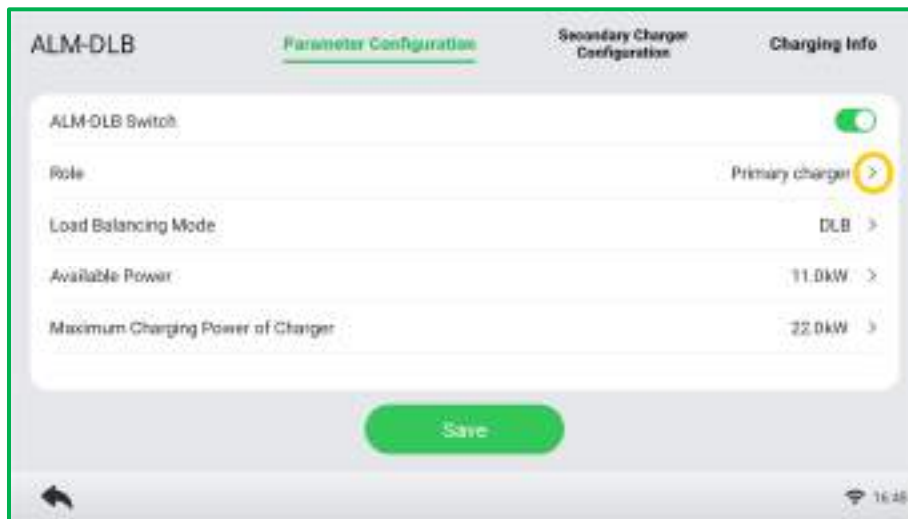 ALM-DLB
Parameter Configuration
Secondary Charger
Configuration
Charging Info
ALM-DLB Switch
Role
Primary charger >
Load Balancing Mode
DLB >
Available Power
11.0kW >
Maximum Charging Power of Charger
22.0kW >
Save
16:48